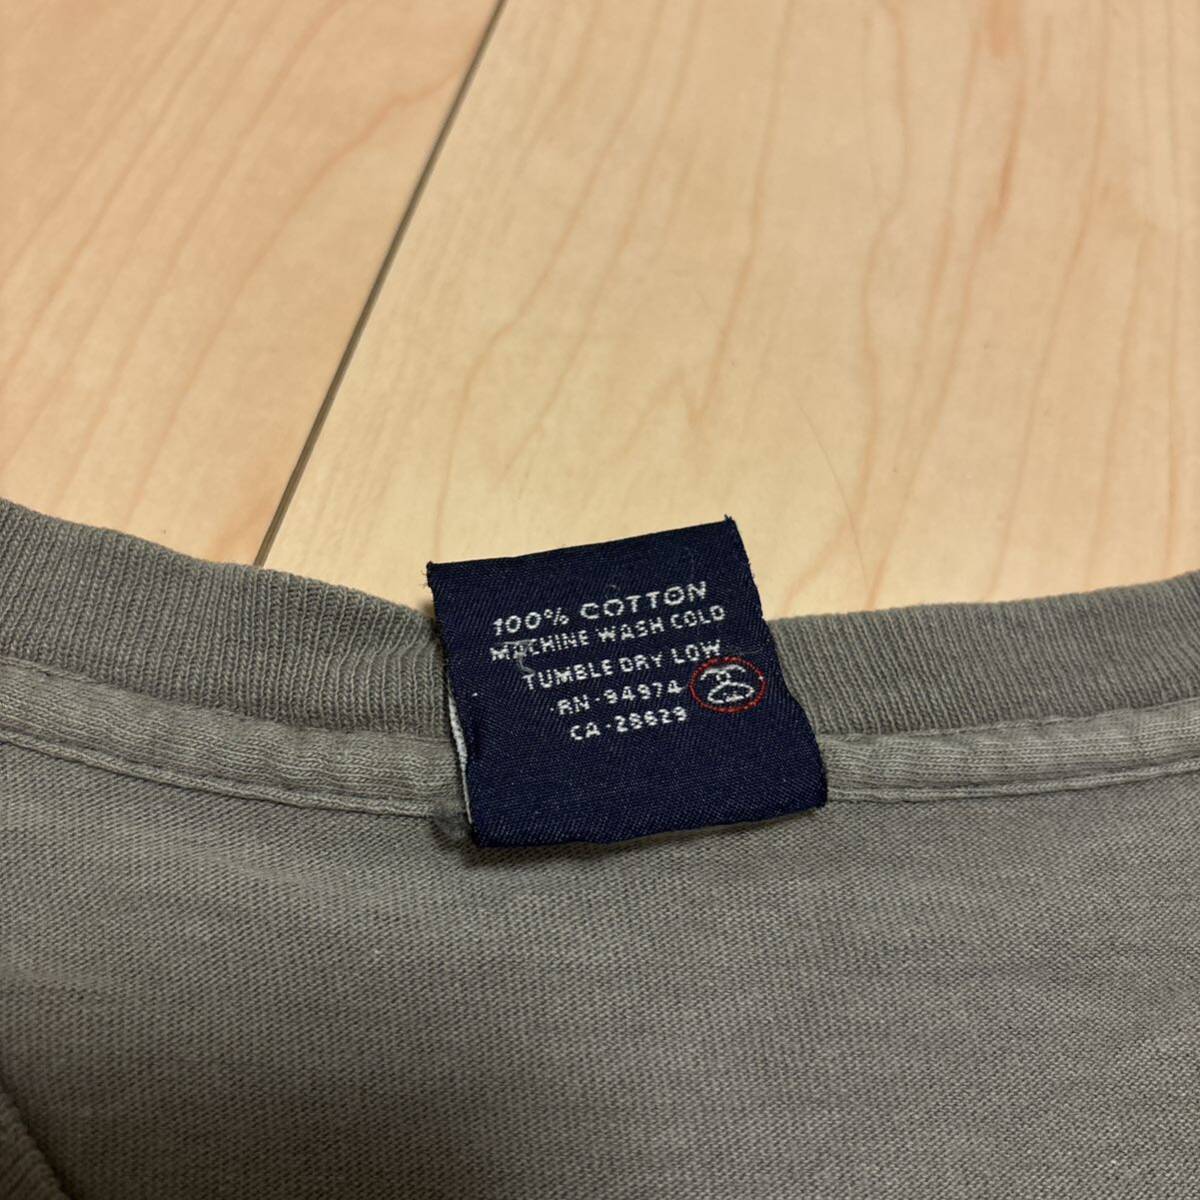 100% COTTON
MACHINE WASH COLD
TUMBLE DRY LOW
RN-94974
CA-28629